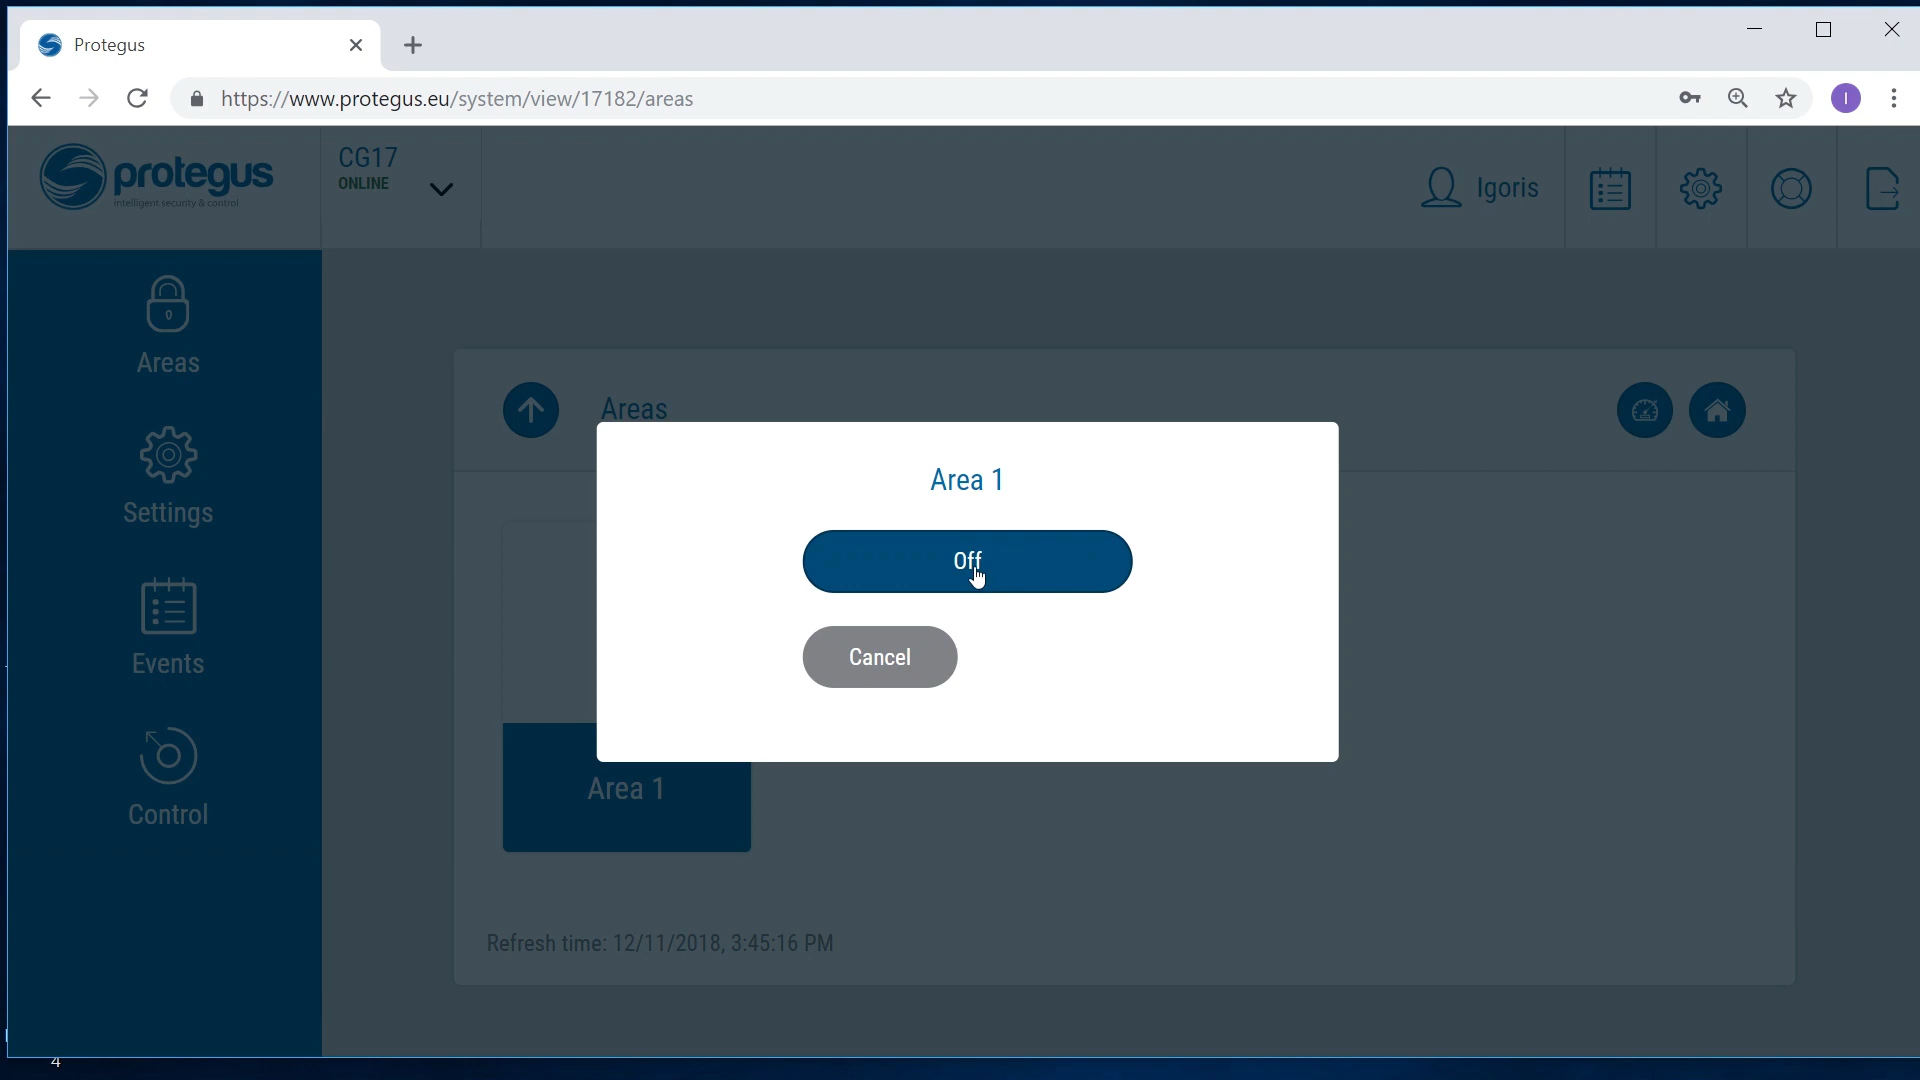 Protegus
https://www.protegus.eu/system/view/17182/areas
I
protegus
intelligent security & control
CG17
ONLINE
Igoris
Areas
Settings
Events
Control
Areas
Area 1
Off
Cancel
Area 1
Refresh time: 12/11/2018, 3:45:16 PM
4